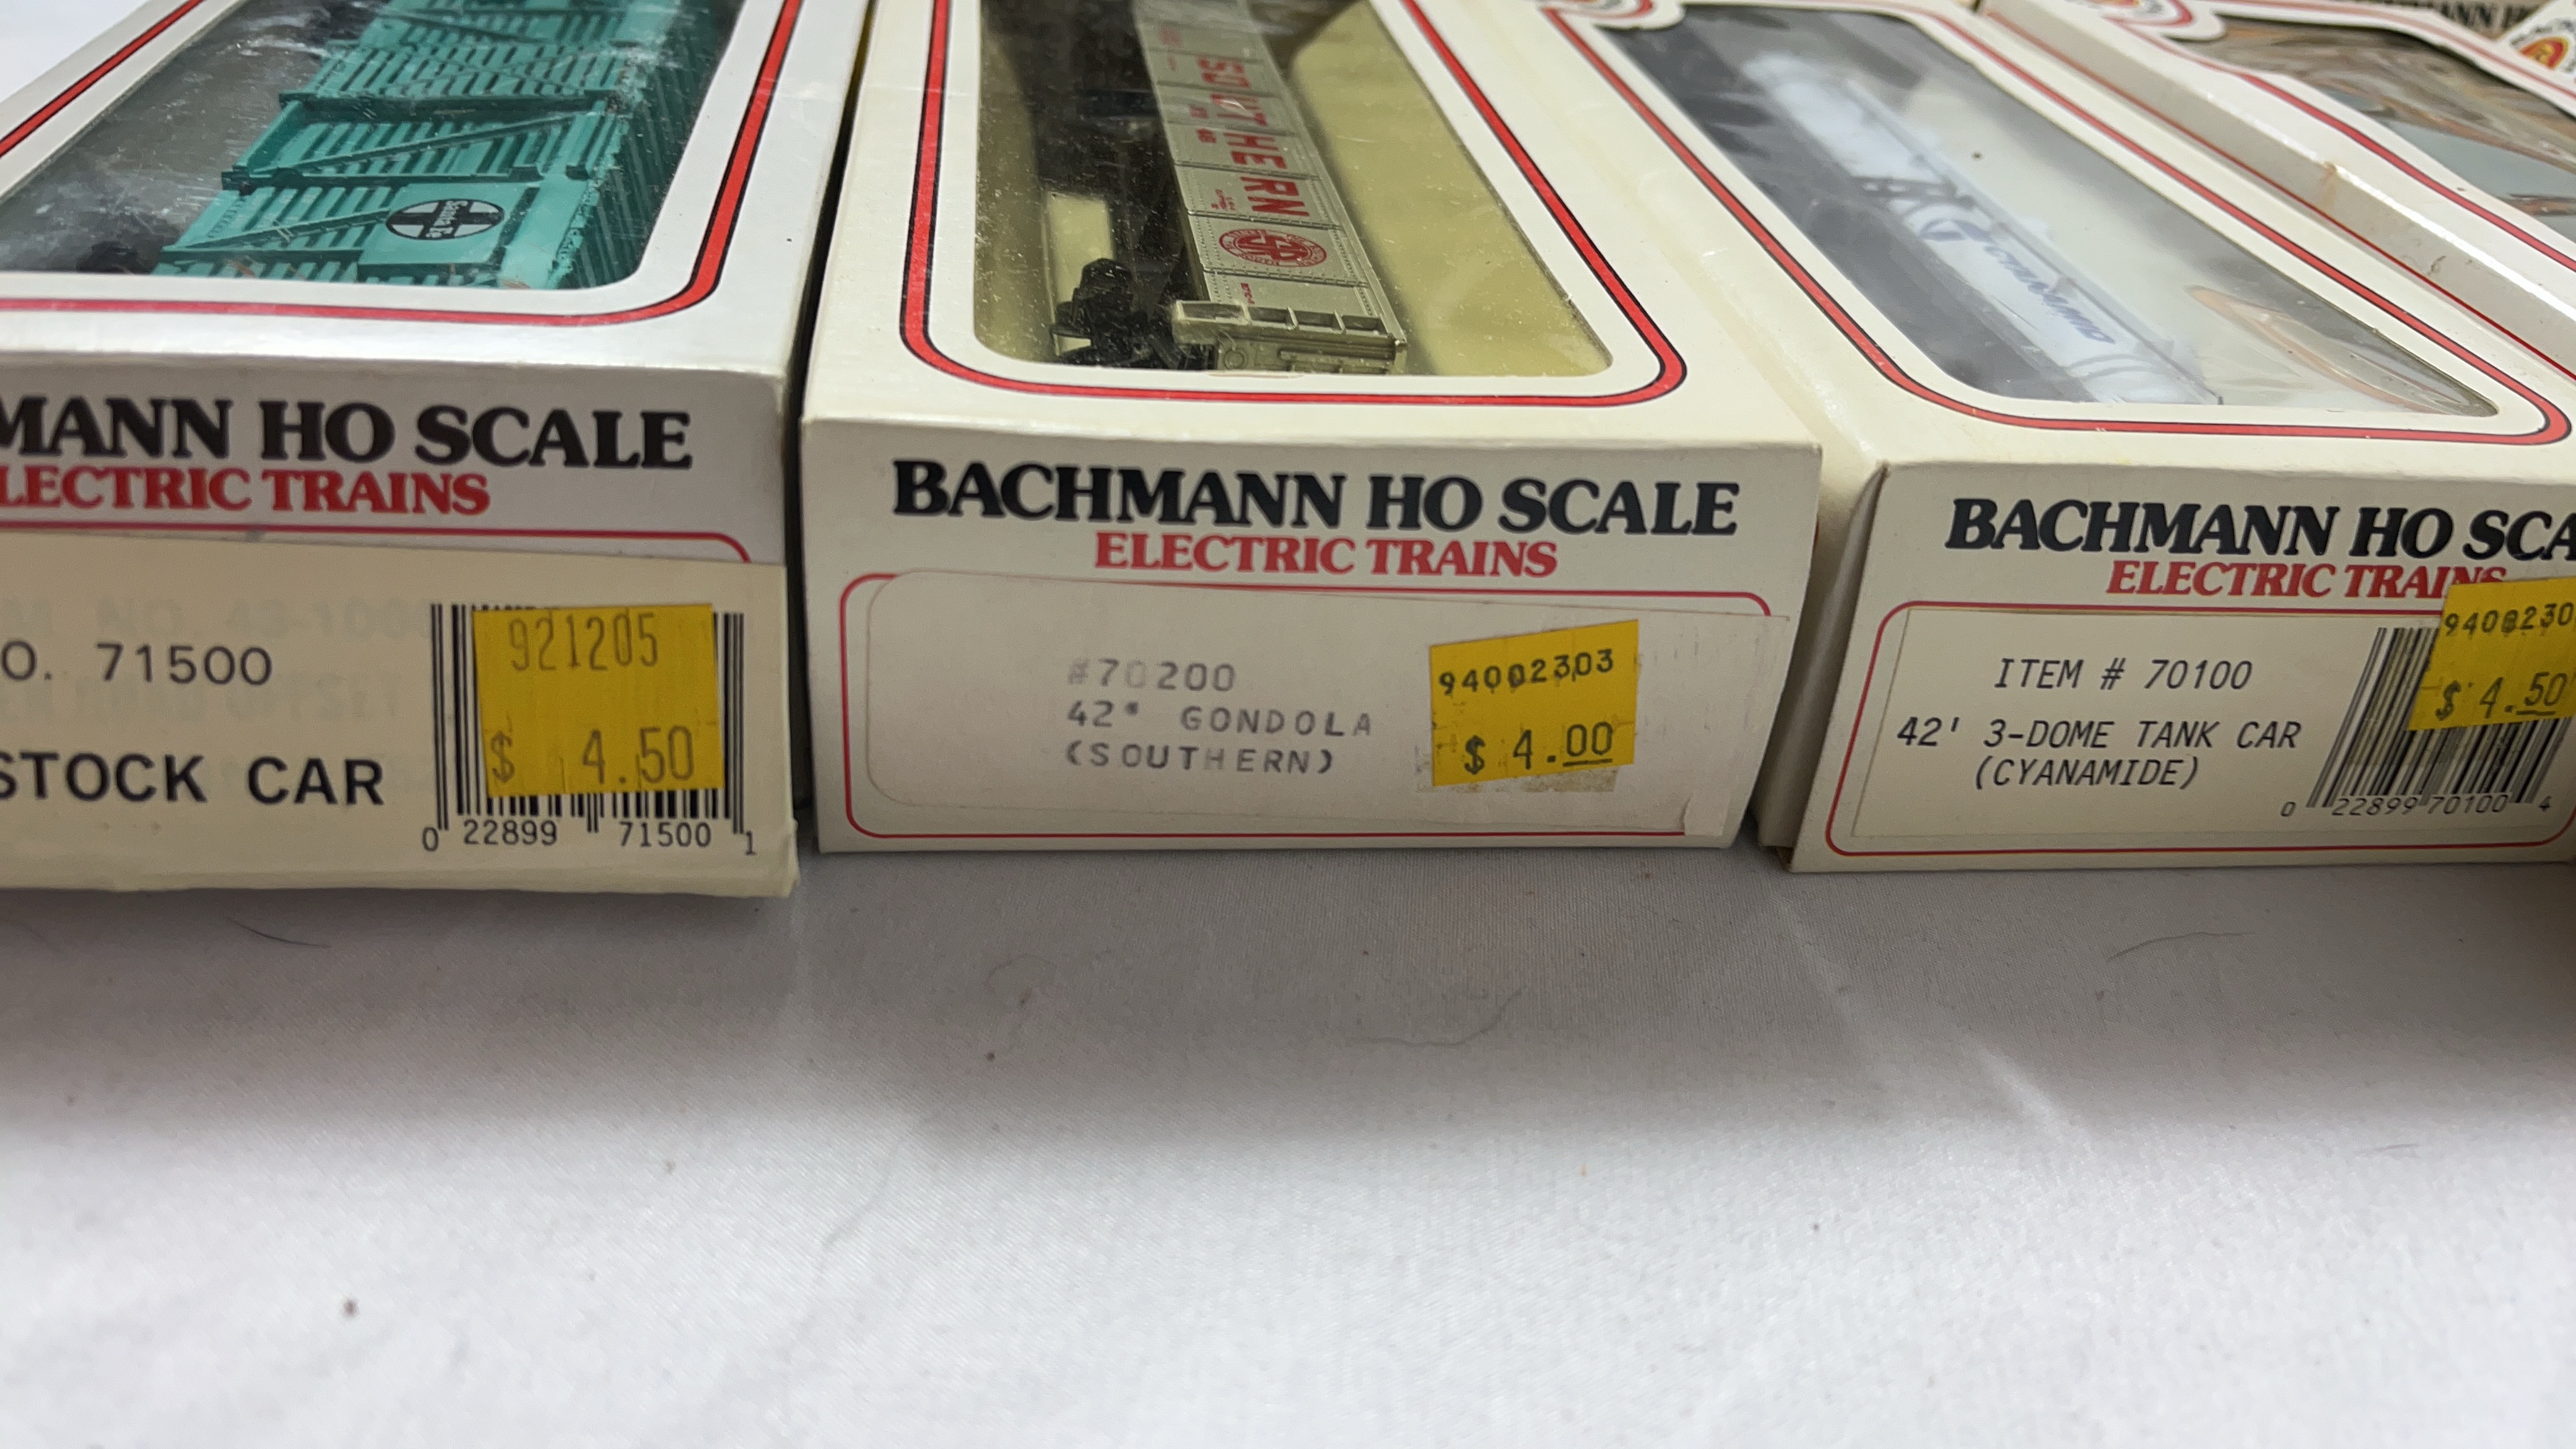 Santa Fe
SOUTHERN
MANN HO SCALE
LECTRIC TRAINS
O. 71500
STOCK CAR
921205
$ 4.50
0 22899 71500 1
BACHMANN HO SCALE
ELECTRIC TRAINS
#70200
42" GONDOLA
(SOUTHERN)
94002303
$ 4.00
BACHMANN HO SCA
ELECTRIC TRAINS
ITEM # 70100
42' 3-DOME TANK CAR
(CYANAMIDE)
9400230
$ 4.50
0 22899 70100 4